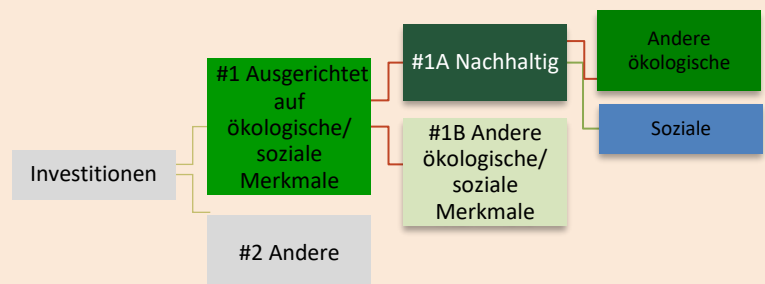 Investitionen
#1 Ausgerichtet
auf
ökologische/
soziale
Merkmale
#2 Andere
#1A Nachhaltig
#1B Andere
ökologische/
soziale
Merkmale
Andere
ökologische
Soziale